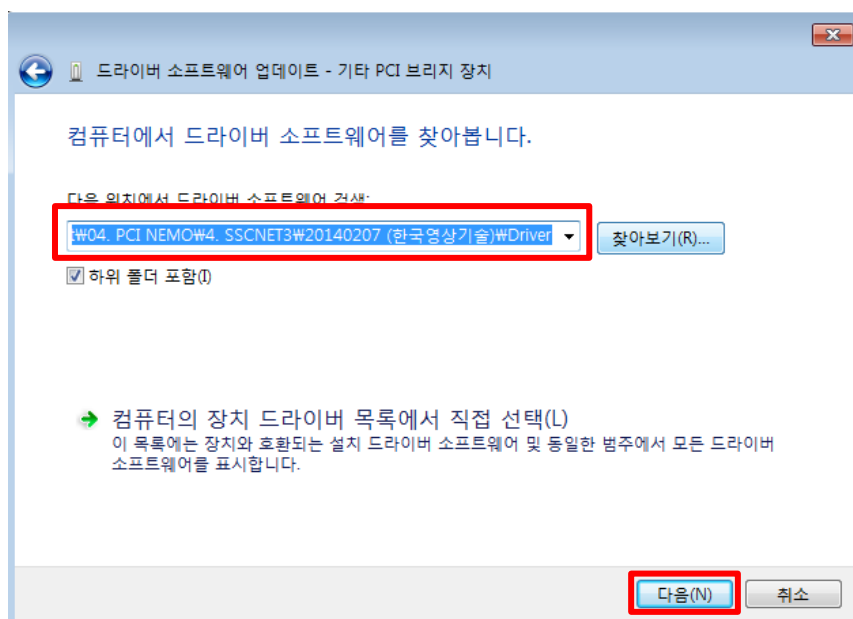 드라이버 소프트웨어 업데이트 - 기타 PCI 브리지 장치
컴퓨터에서 드라이버 소프트웨어를 찾아봅니다.
다음 위치에서 드라이버 소프트웨어 검색:
:₩04. PCI NEMO₩4. SSCNET3₩20140207 (한국영상기술)₩Driver
찾아보기(R)...
하위 폴더 포함(I)
컴퓨터의 장치 드라이버 목록에서 직접 선택(L)
이 목록에는 장치와 호환되는 설치 드라이버 소프트웨어 및 동일한 범주에서 모든 드라이버
소프트웨어를 표시합니다.
다음(N)
취소